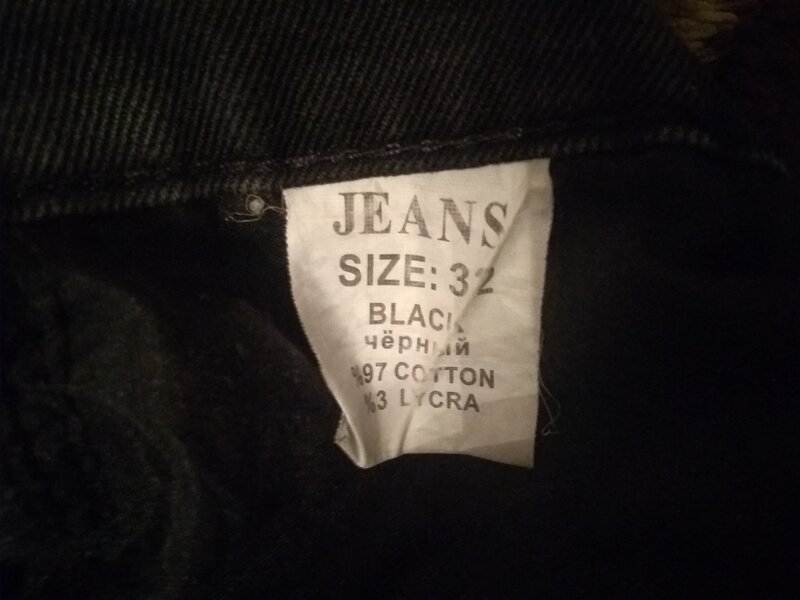 JEANS
SIZE: 32
BLACK
чёрный
%97 COTTON
%3 LYCRA